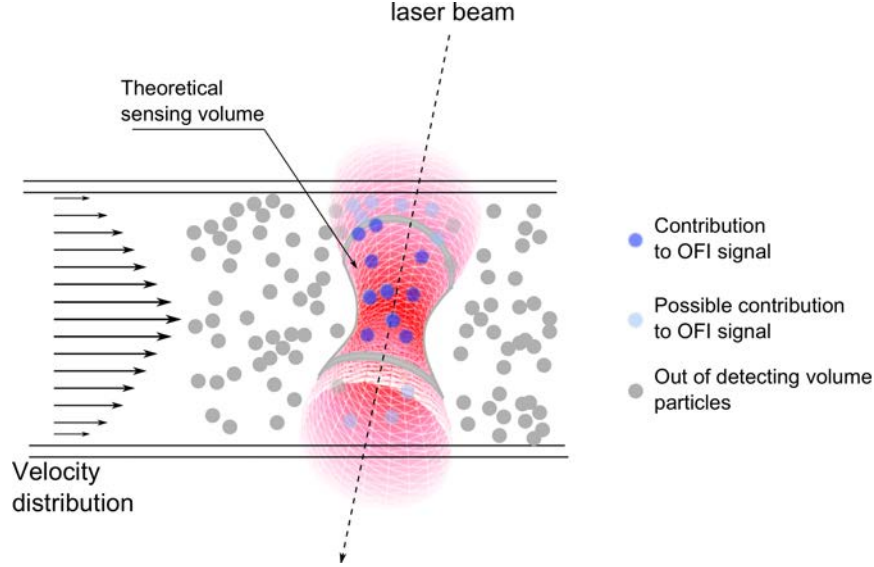 laser beam
Theoretical
sensing volume
Contribution
to OFI signal
Possible contribution
to OFI signal
Out of detecting volume
particles
Velocity
distribution